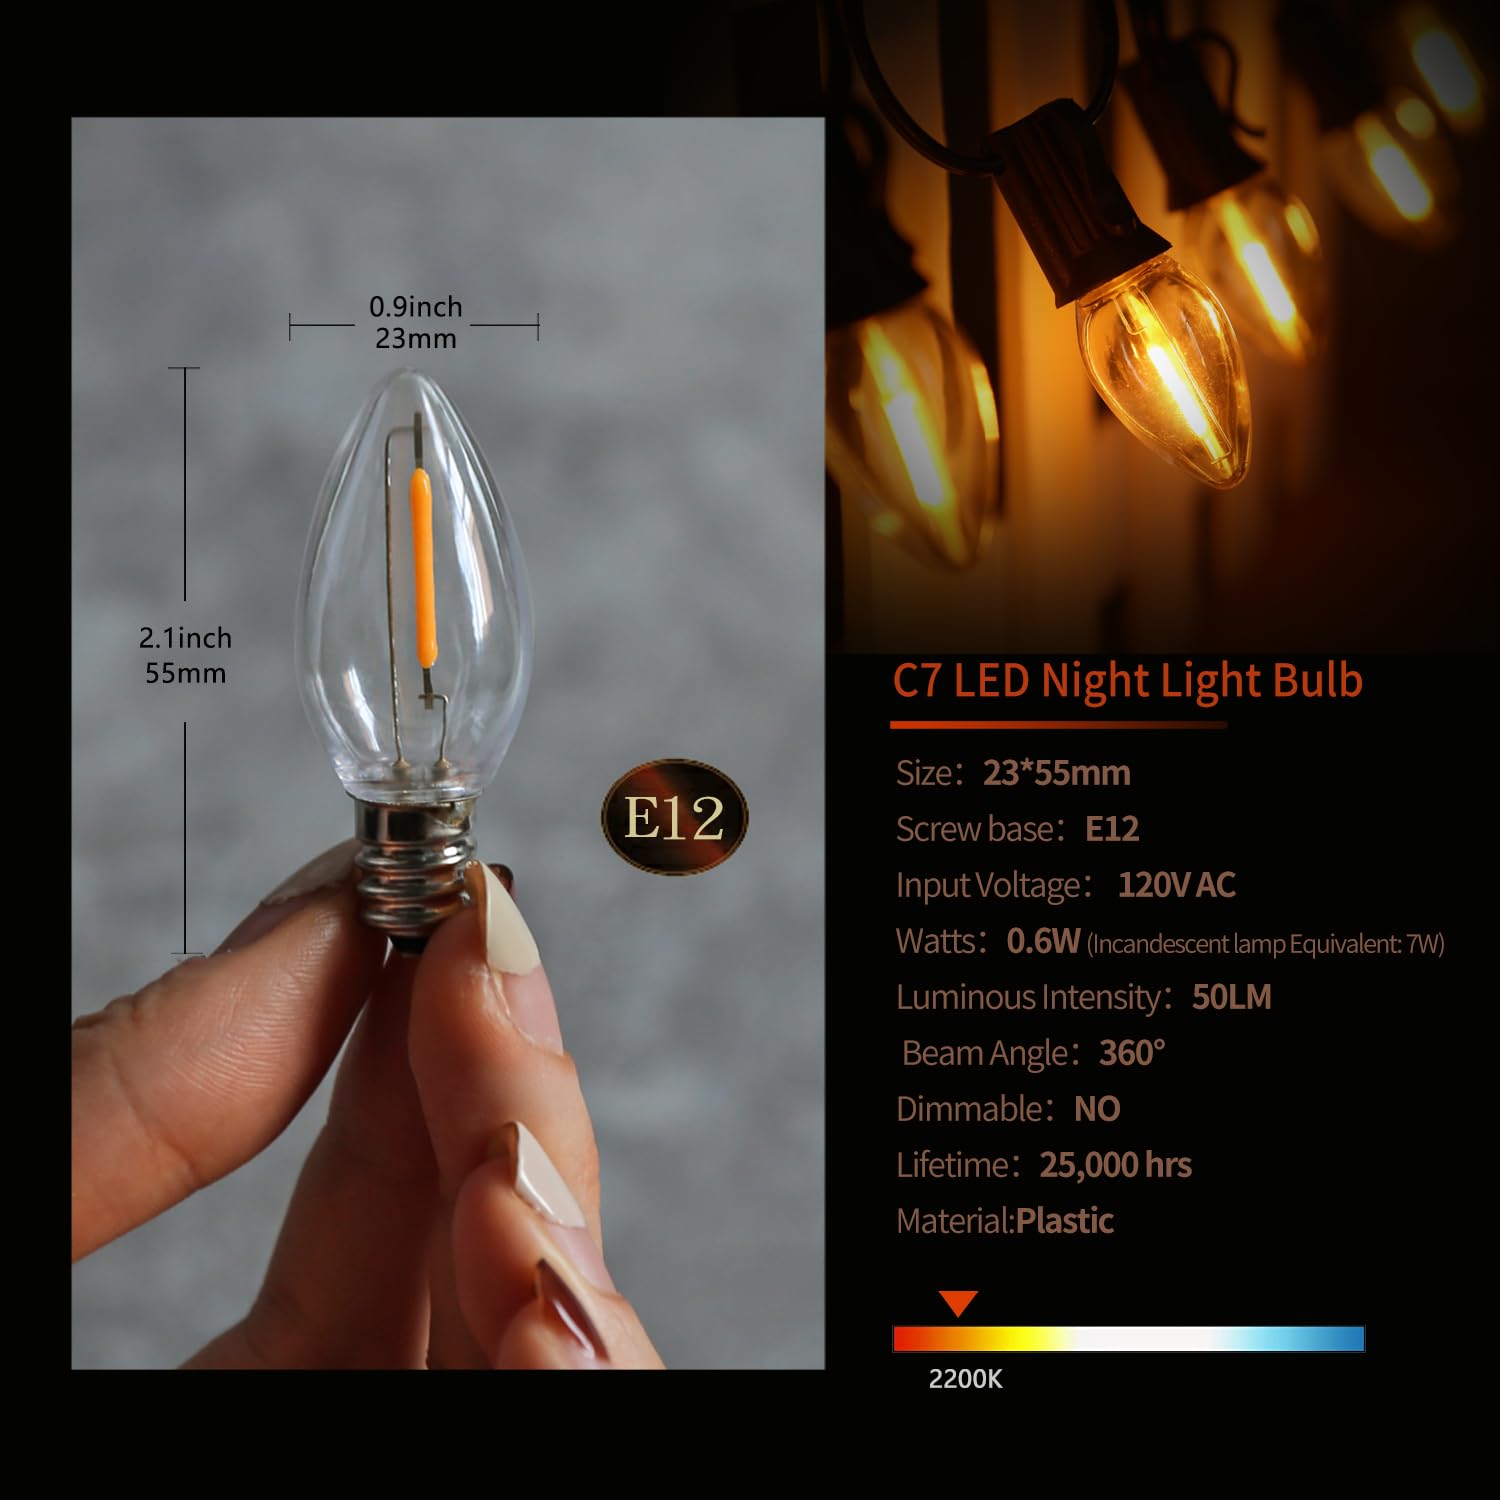 0.9inch
23mm
2.1inch
55mm
E12
C7 LED Night Light Bulb
Size： 23*55mm
Screw base： E12
Input Voltage： 120V AC
Watts： 0.6W (Incandescent lamp Equivalent: 7W)
Luminous Intensity： 50LM
Beam Angle： 360°
Dimmable： NO
Lifetime： 25,000 hrs
Material:Plastic
2200K